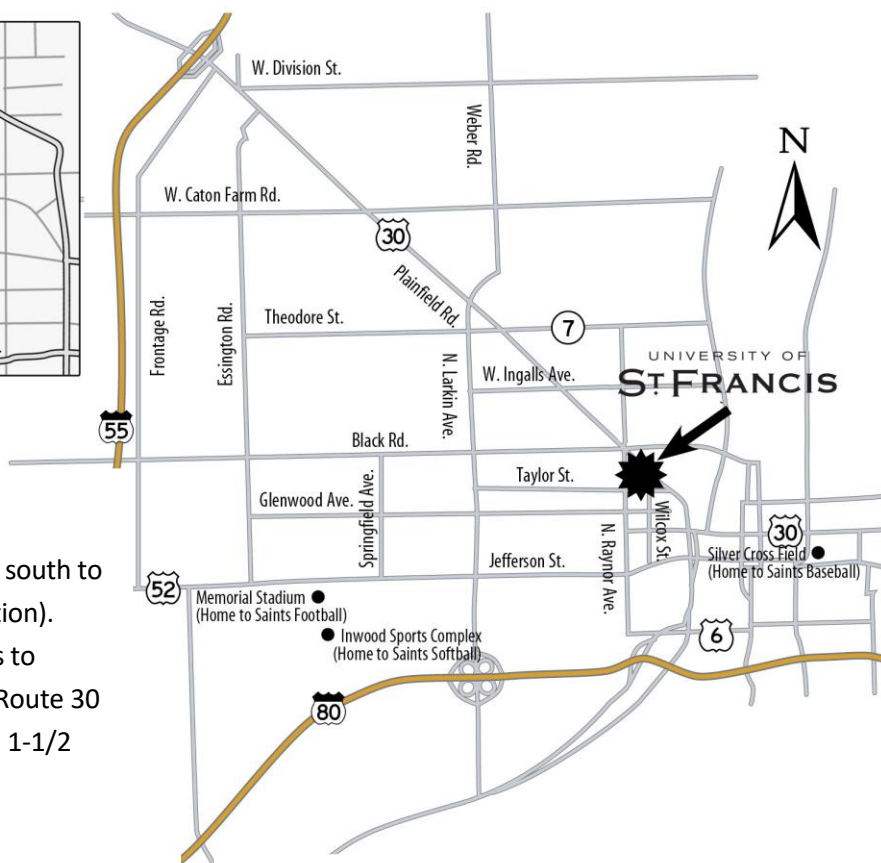 W. Division St.
Weber Rd.
N
W. Caton Farm Rd.
30
Plainfield Rd.
Frontage Rd.
Essington Rd.
Theodore St.
7
N. Larkin Ave.
W. Ingalls Ave.
UNIVERSITY OF
ST. FRANCIS
55
Black Rd.
Springfield Ave.
Taylor St.
Glenwood Ave.
N. Raynor Ave.
Wilcox St.
30
Silver Cross Field
(Home to Saints Baseball)
Jefferson St.
52
Memorial Stadium
(Home to Saints Football)
Inwood Sports Complex
(Home to Saints Softball)
6
80
south to
tion).
s to
Route 30
1-1/2